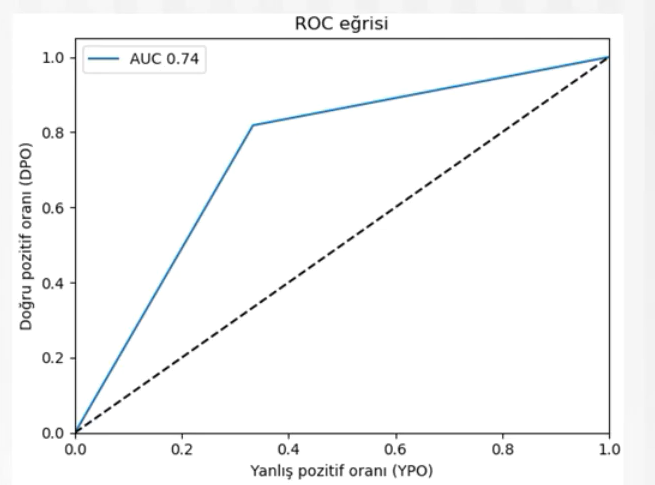 ROC eğrisi
AUC 0.74
1.0
0.8
0.6
0.4
0.2
0.0
Doğru pozitif oranı (DPO)
0.0 0.2 0.4 0.6 0.8 1.0
Yanlış pozitif oranı (YPO)